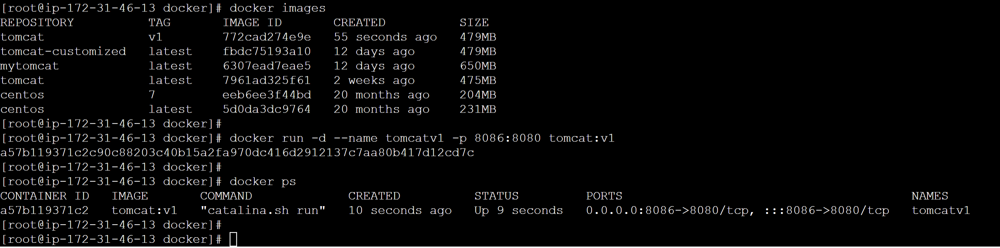 [root@ip-172-31-46-13 docker]# docker images
REPOSITORY          TAG       IMAGE ID       CREATED          SIZE
tomcat              v1        772cad274e9e   55 seconds ago   479MB
tomcat-customized   latest    fbdc75193a10   12 days ago      479MB
mytomcat            latest    6307ead7eae5   12 days ago      650MB
tomcat              latest    7961ad325f61   2 weeks ago      475MB
centos              7         eeb6ee3f44bd   20 months ago    204MB
centos              latest    5d0da3dc9764   20 months ago    231MB
[root@ip-172-31-46-13 docker]#
[root@ip-172-31-46-13 docker]# docker run -d --name tomcatv1 -p 8086:8080 tomcat:v1
a57b119371c2c90c88203c40b15a2fa970dc416d2912137c7aa80b417d12cd7c
[root@ip-172-31-46-13 docker]#
[root@ip-172-31-46-13 docker]# docker ps
CONTAINER ID   IMAGE       COMMAND             CREATED          STATUS         PORTS                                       NAMES
a57b119371c2   tomcat:v1   "catalina.sh run"   10 seconds ago   Up 9 seconds   0.0.0.0:8086->8080/tcp, :::8086->8080/tcp   tomcatv1
[root@ip-172-31-46-13 docker]#
[root@ip-172-31-46-13 docker]#